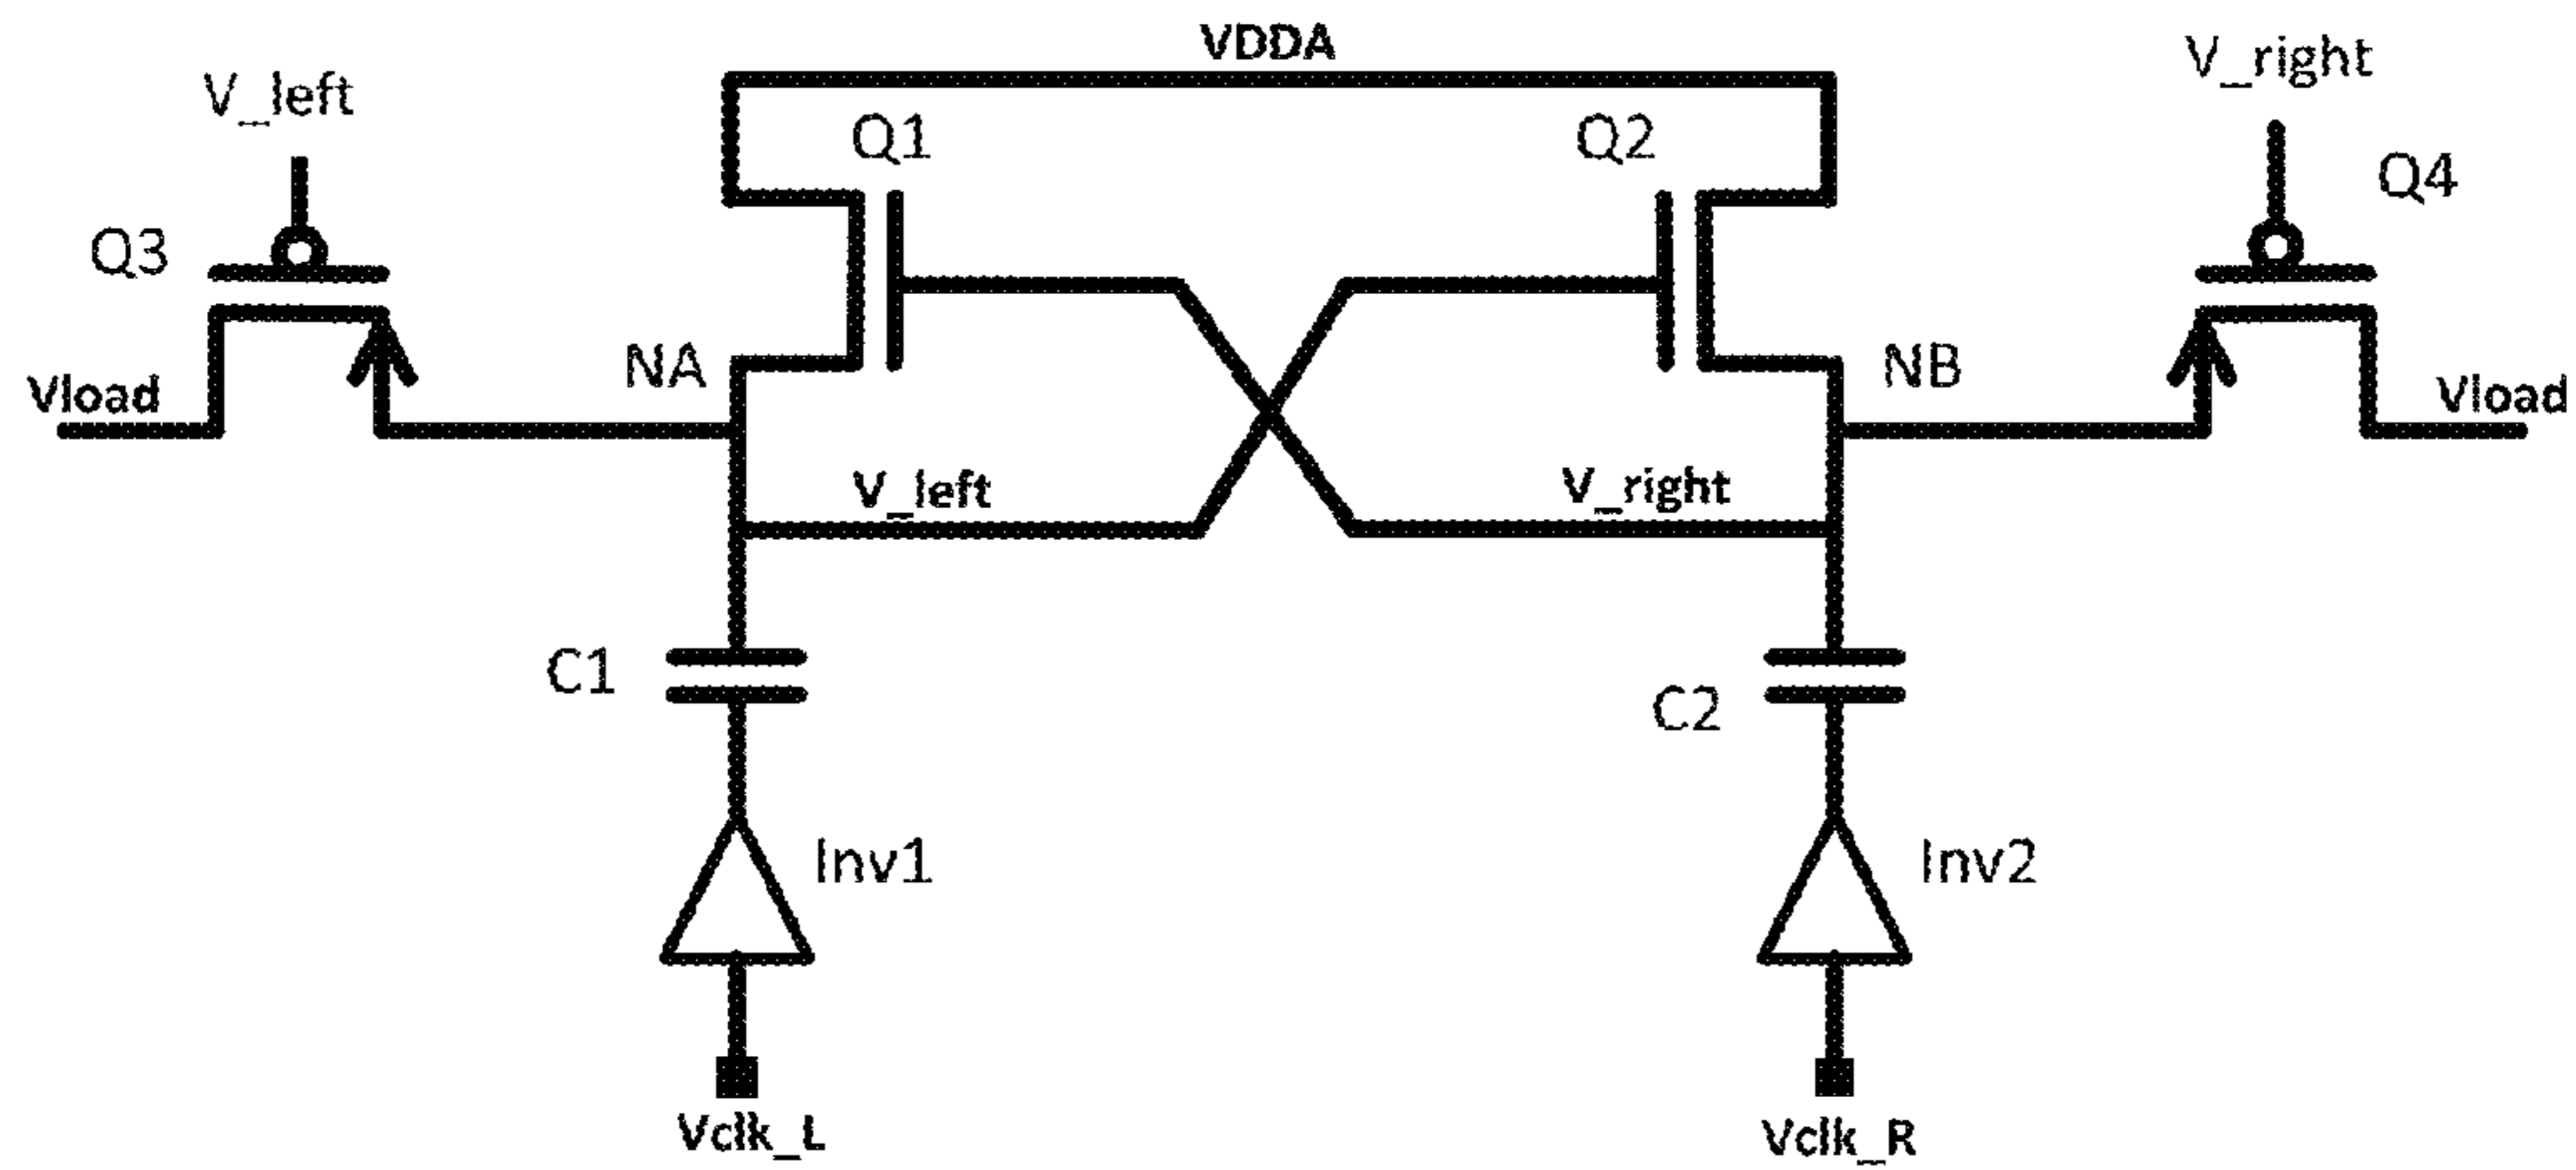 VDDA
V_left
V_right
Q1
Q2
Q4
Q3
NA
NB
Vload
Vload
V_left
V_right
C1
C2
Inv1
Inv2
Vclk_L
Vclk_R